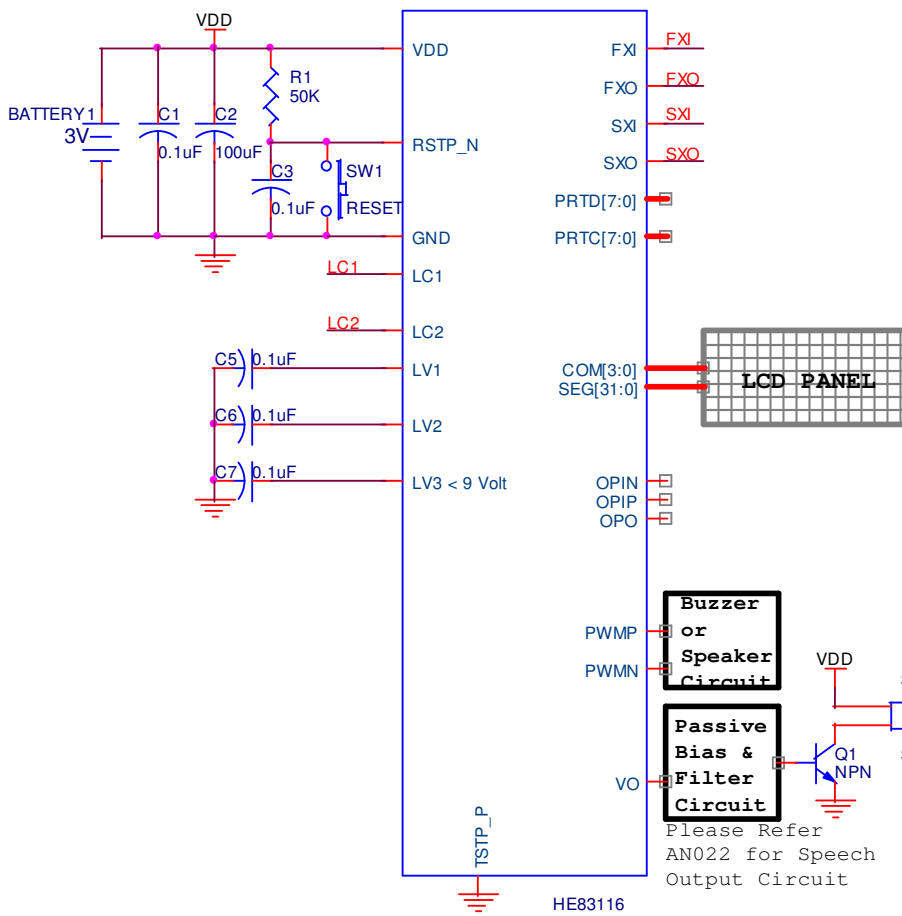 VDD
BATTERY1
3V
C1
0.1uF
C2
100uF
R1
50K
C3
0.1uF
SW1
RESET
VDD
RSTP_N
GND
LC1
LC1
LC2
LC2
C5
0.1uF
LV1
C6
0.1uF
LV2
C7
0.1uF
LV3 < 9 Volt
TSTP_P
HE83116
FXI
FXI
FXO
FXO
SXI
SXI
SXO
SXO
PRTD[7:0]
PRTC[7:0]
COM[3:0]
SEG[31:0]
LCD PANEL
OPIN
OPIP
OPO
PWMP
PWMN
Buzzer
or
Speaker
Circuit
VO
Passive
Bias &
Filter
Circuit
VDD
Q1
NPN
Please Refer
AN022 for Speech
Output Circuit